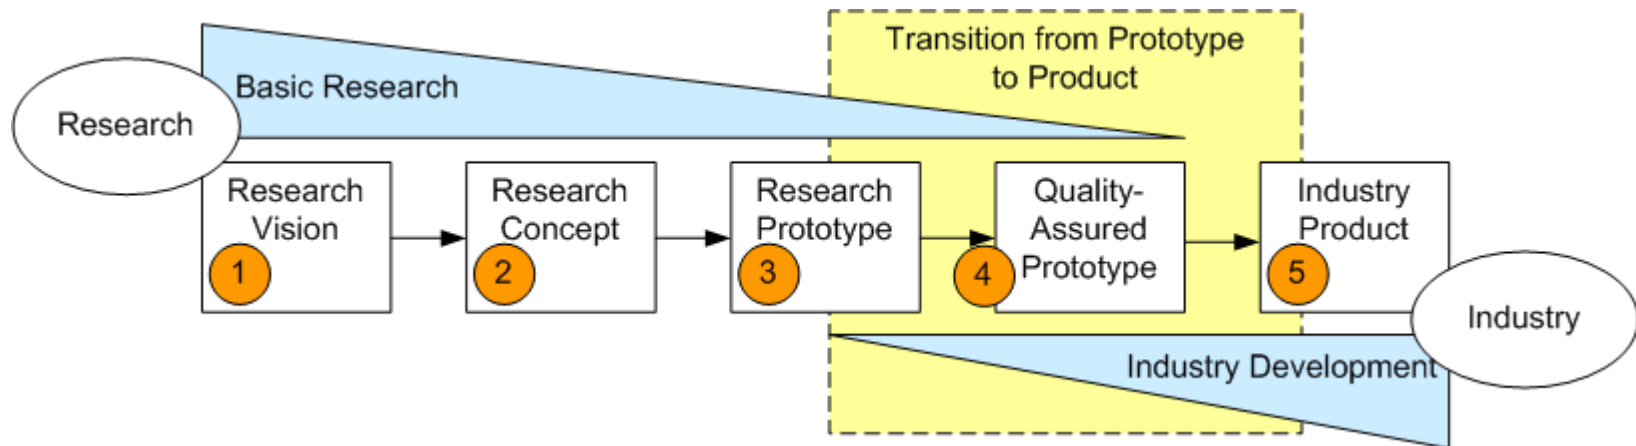 Transition from Prototype
to Product
Basic Research
Research
Research
Vision
1
Research
Concept
2
Research
Prototype
3
Quality-
Assured
Prototype
4
Industry
Product
5
Industry
Industry Development